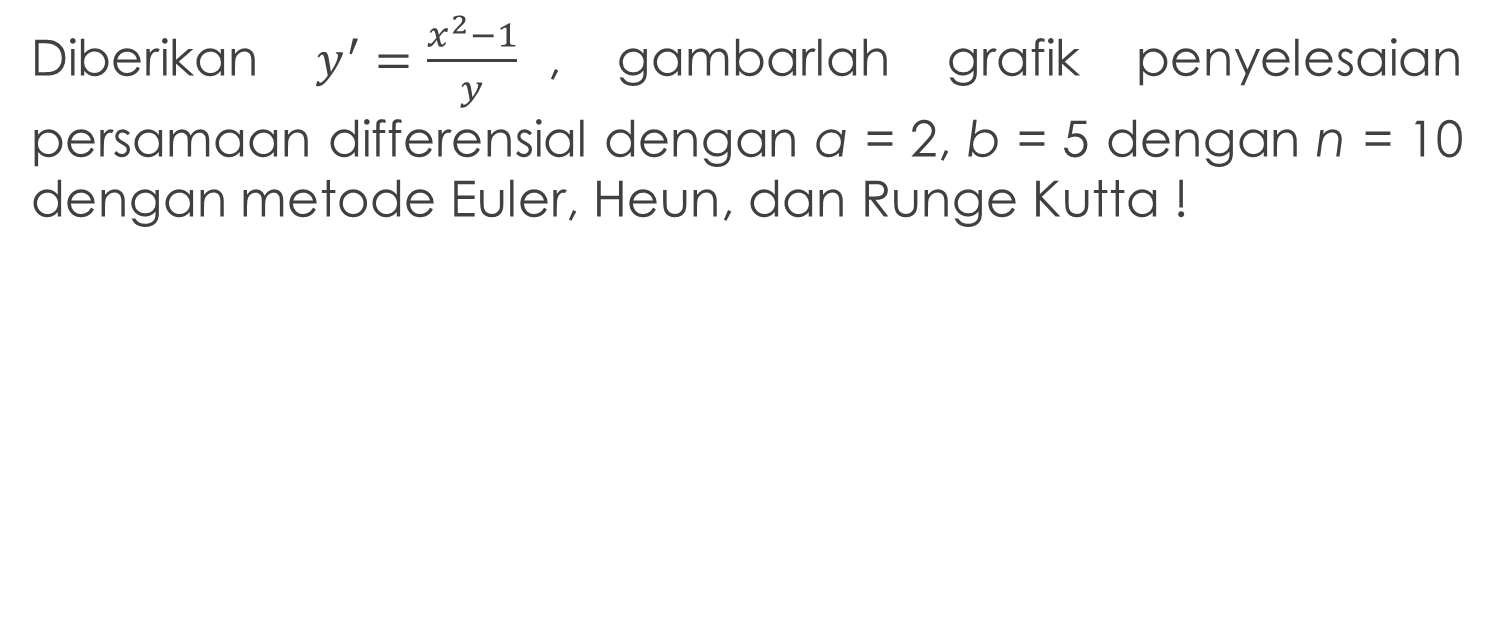 Diberikan y′ = \frac{x²−1}{y} , gambarlah grafik penyelesaian
persamaan differensial dengan a = 2, b = 5 dengan n = 10
dengan metode Euler, Heun, dan Runge Kutta !